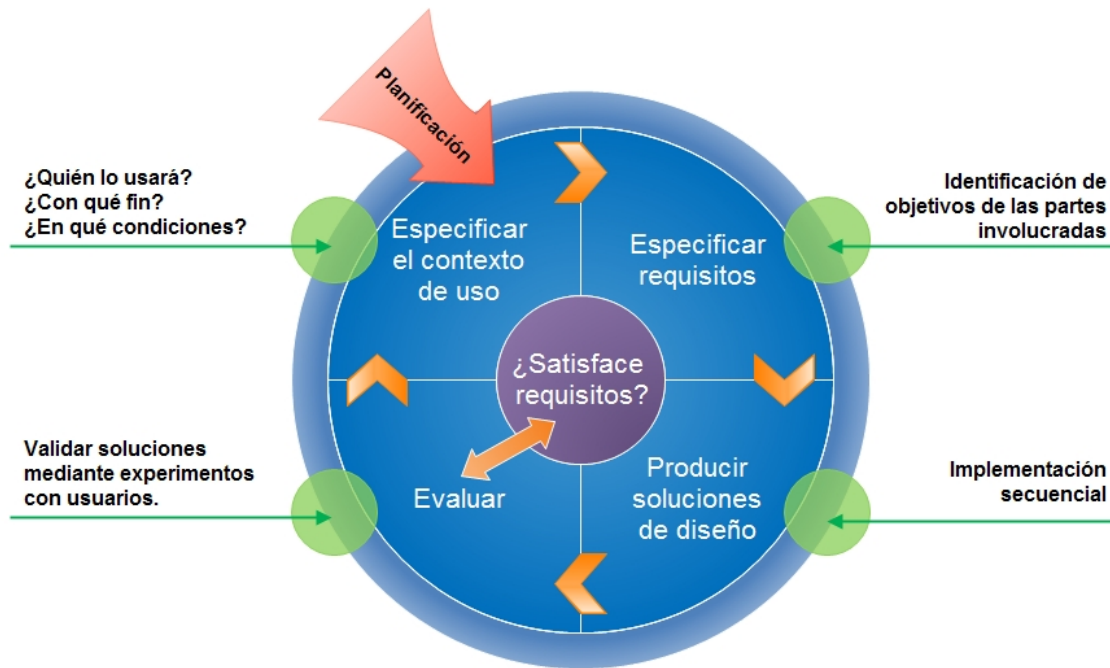 Planificación
¿Quién lo usará?
¿Con qué fin?
¿En qué condiciones?
Especificar
el contexto
de uso
Especificar
requisitos
Identificación de
objetivos de las partes
involucradas
¿Satisface
requisitos?
Validar soluciones
mediante experimentos
con usuarios.
Evaluar
Producir
soluciones
de diseño
Implementación
secuencial